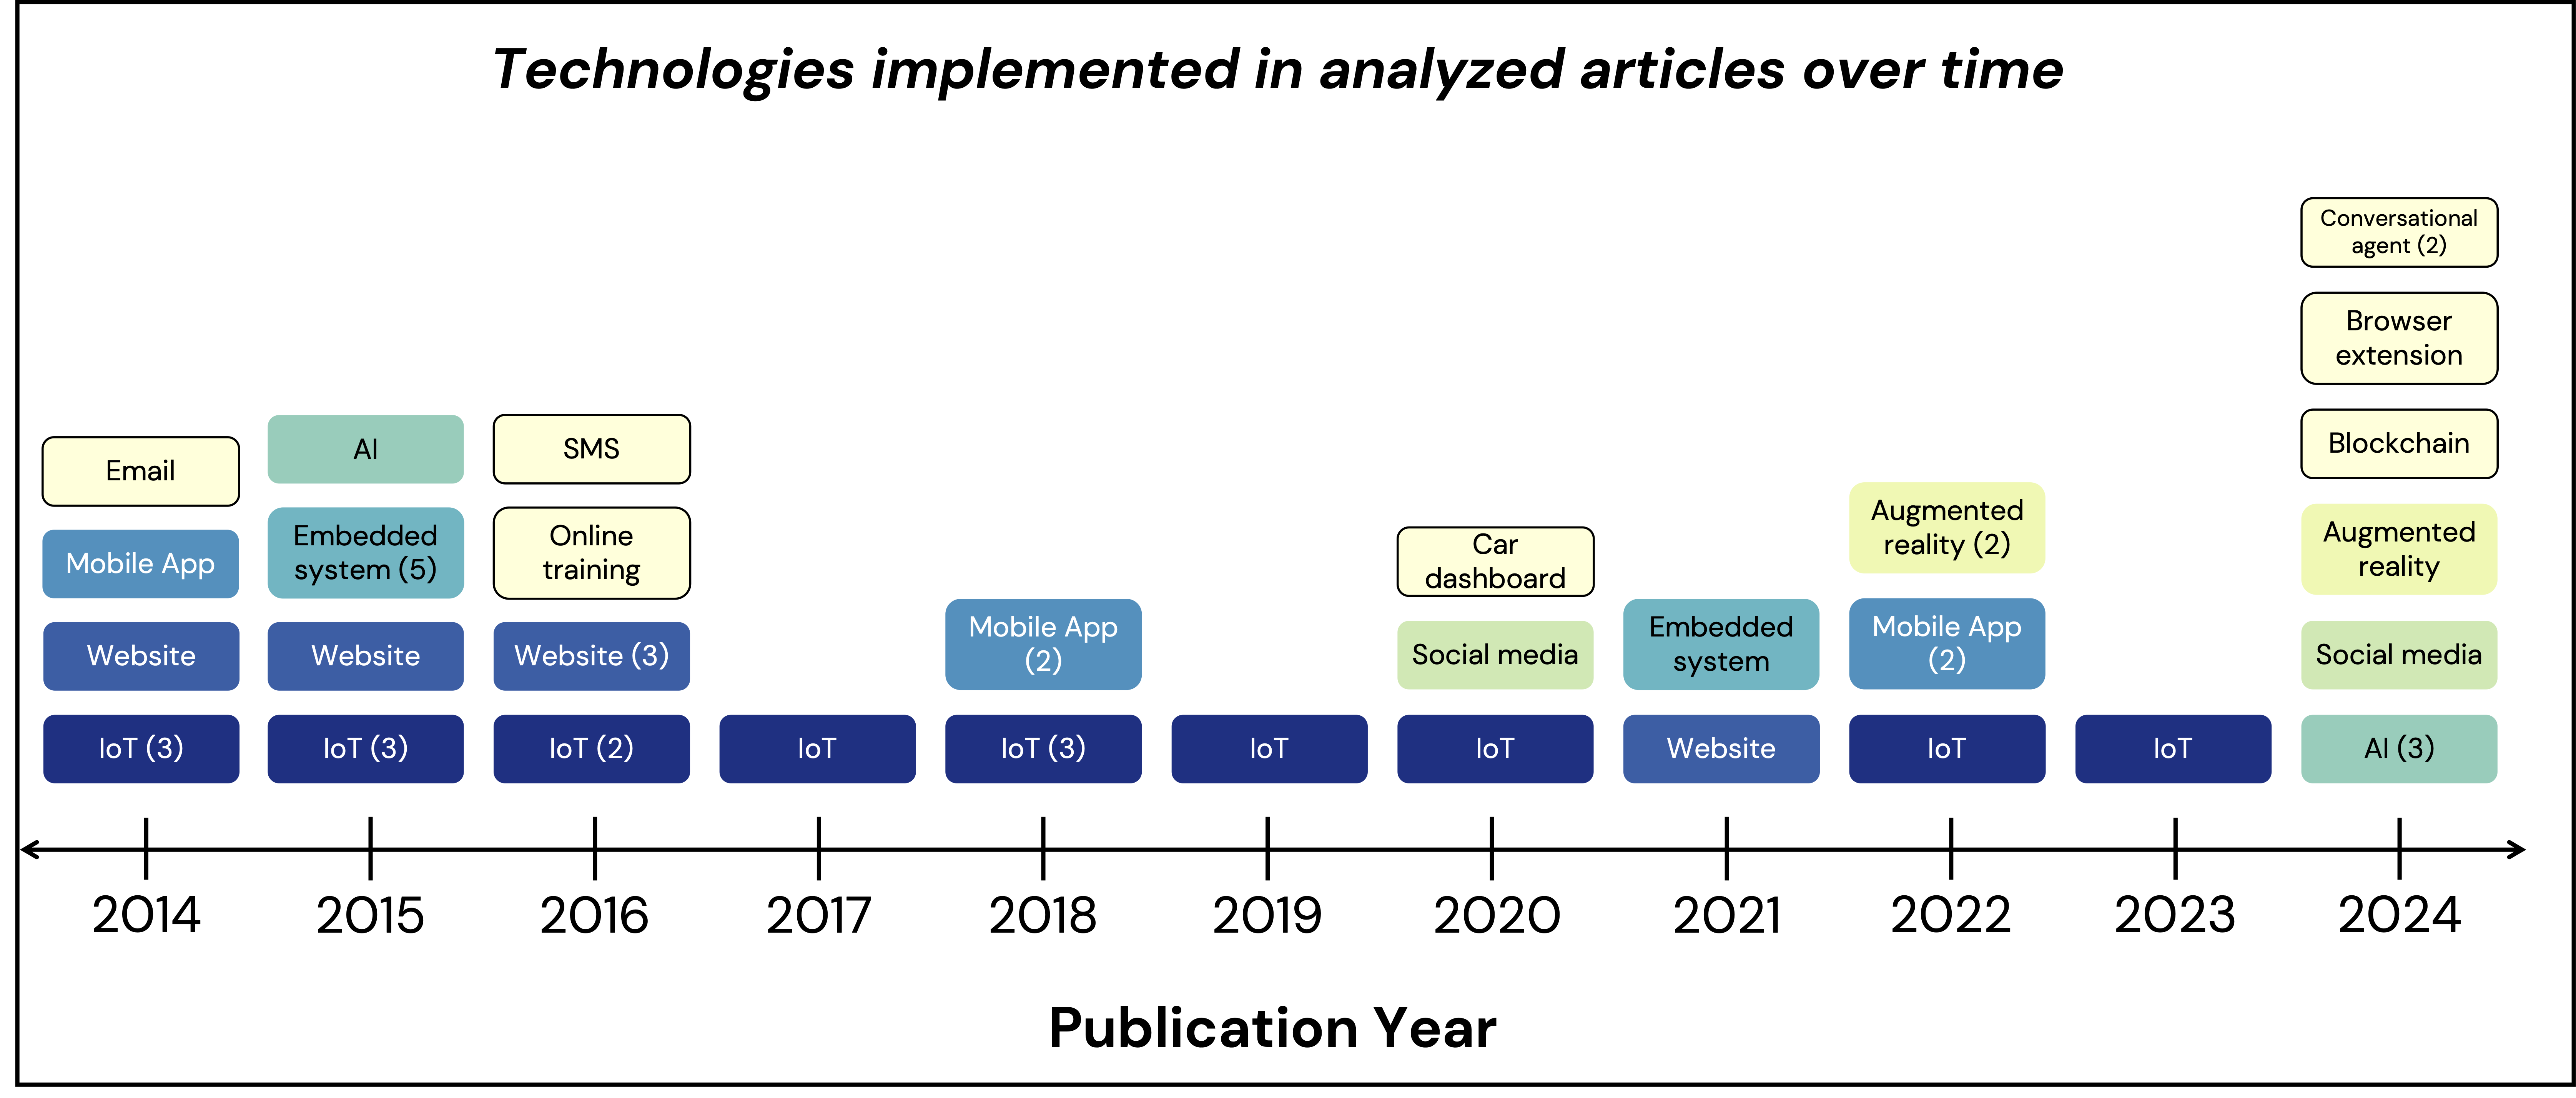 Technologies implemented in analyzed articles over time
Conversational
agent (2)
Browser
extension
Blockchain
Augmented
reality
Social media
AI (3)
Email
Mobile App
Website
IoT (3)
AI
Embedded
system (5)
Website
IoT (3)
SMS
Online
training
Website (3)
IoT (2)
IoT
Mobile App
(2)
IoT (3)
IoT
Car
dashboard
Social media
IoT
Embedded
system
Website
Augmented
reality (2)
Mobile App
(2)
IoT
IoT
2014
2015
2016
2017
2018
2019
2020
2021
2022
2023
2024
Publication Year